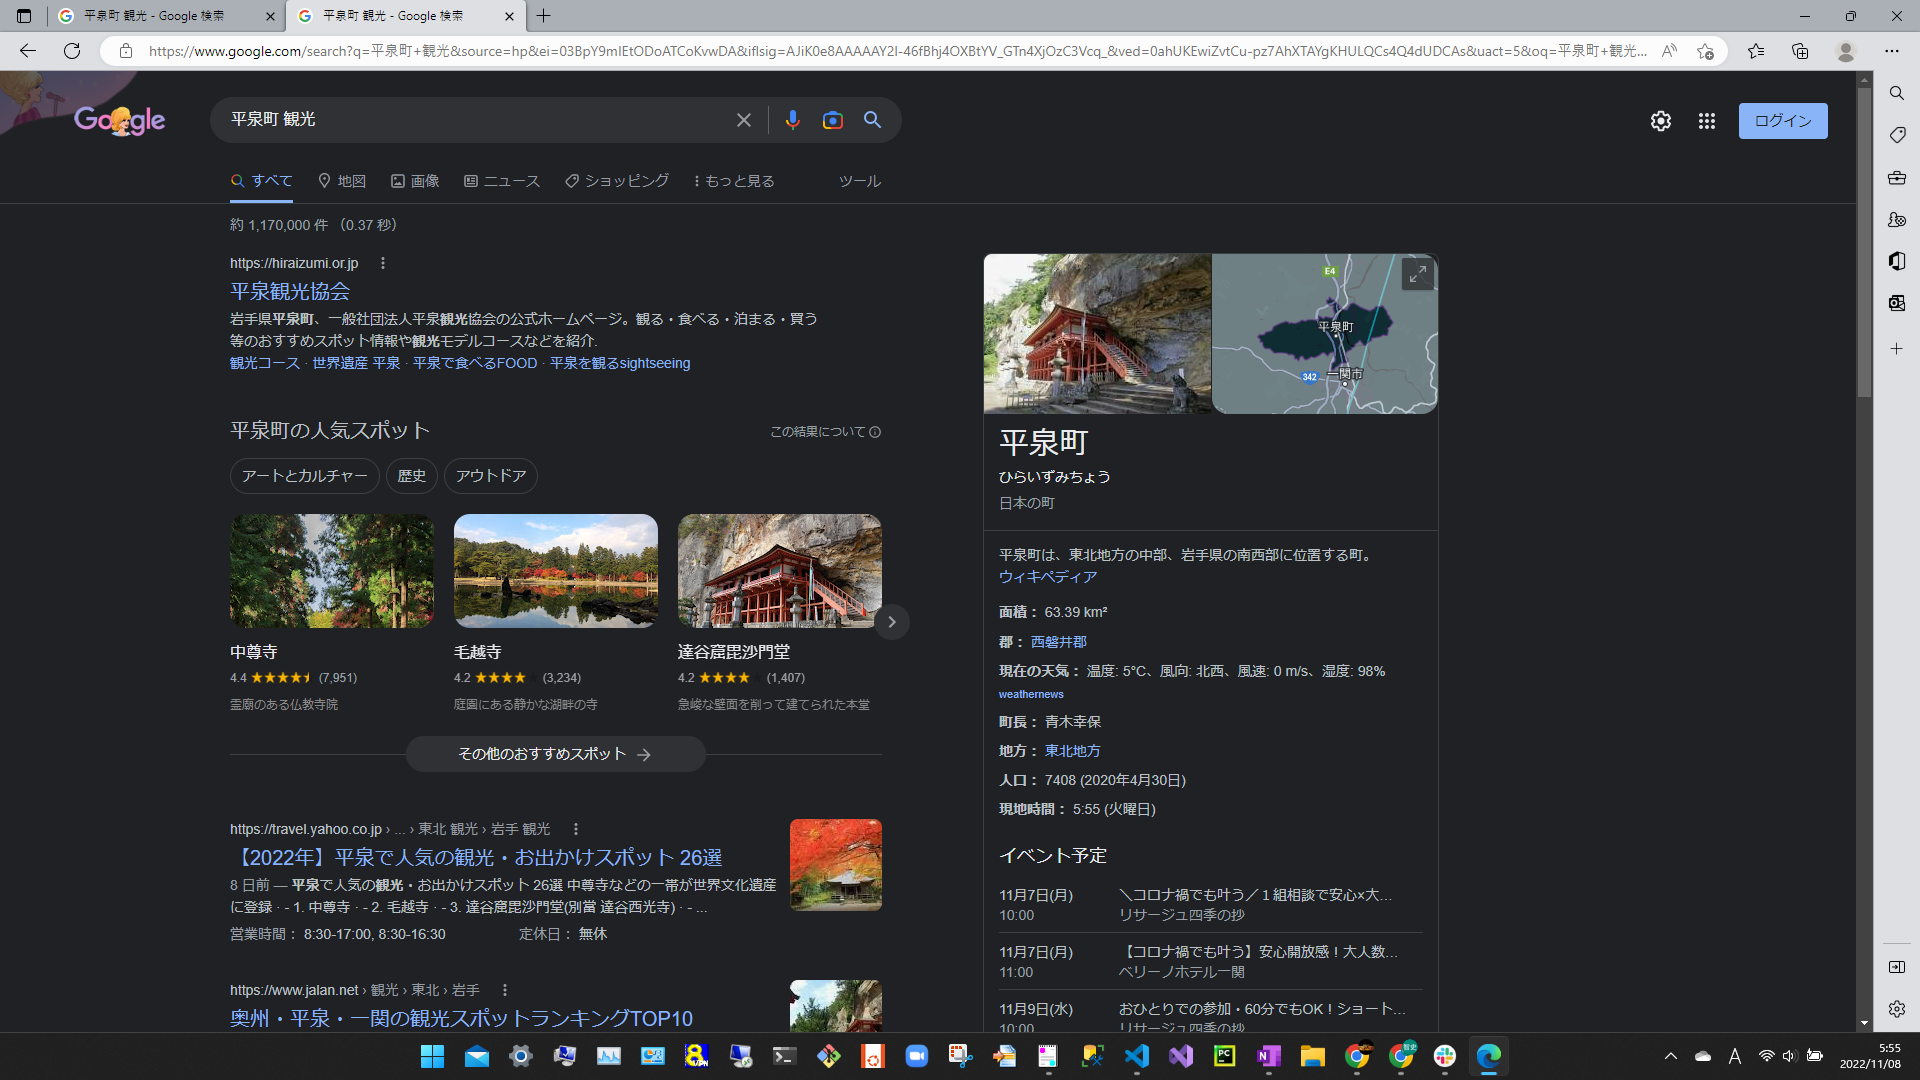 平泉町 観光 - Google 検索
平泉町 観光 - Google 検索
Google
平泉町 観光
ログイン
すべて
地図
画像
ニュース
ショッピング
もっと見る
ツール
約 1,170,000 件 (0.37 秒)
https://hiraizumi.or.jp
平泉観光協会
岩手県平泉町、一般社団法人平泉観光協会の公式ホームページ。観る・食べる・泊まる・買う
等のおすすめスポット情報や観光モデルコースなどを紹介.
観光コース · 世界遺産 平泉 · 平泉で食べるFOOD · 平泉を観るsightseeing
平泉町の人気スポット
この結果について
アートとカルチャー
歴史
アウトドア
中尊寺
4.4 (7,951)
霊廟のある仏教寺院
毛越寺
4.2 (3,234)
庭園にある静かな湖畔の寺
達谷窟毘沙門堂
4.2 (1,407)
急峻な壁面を削って建てられた本堂
その他のおすすめスポット
https://travel.yahoo.co.jp › ... › 東北 観光 › 岩手 観光
【2022年】平泉で人気の観光・お出かけスポット 26選
8 日前 — 平泉で人気の観光・お出かけスポット 26選 中尊寺などの一帯が世界文化遺産
に登録 · - 1. 中尊寺 · - 2. 毛越寺 · - 3. 達谷窟毘沙門堂(別當 達谷西光寺) · - ...
営業時間： 8:30-17:00, 8:30-16:30
定休日： 無休
https://www.jalan.net › 観光 › 東北 › 岩手
奥州・平泉・一関の観光スポットランキングTOP10
E4
平泉町
342
一関市
平泉町
ひらいずみちょう
日本の町
平泉町は、東北地方の中部、岩手県の南西部に位置する町。
ウィキペディア
面積： 63.39 km²
郡： 西磐井郡
現在の天気： 温度: 5°C、風向: 北西、風速: 0 m/s、湿度: 98%
weathernews
町長： 青木幸保
地方： 東北地方
人口： 7408 (2020年4月30日)
現地時間： 5:55 (火曜日)
イベント予定
11月7日(月)
10:00
＼コロナ禍でも叶う／１組相談で安心×大...
リサージュ四季の抄
11月7日(月)
11:00
【コロナ禍でも叶う】安心開放感！大人数...
ベリーノホテル一関
11月9日(水)
10:00
おひとりでの参加・60分でもOK！ショート...
リサージュ四季の抄
A
5:55
2022/11/08